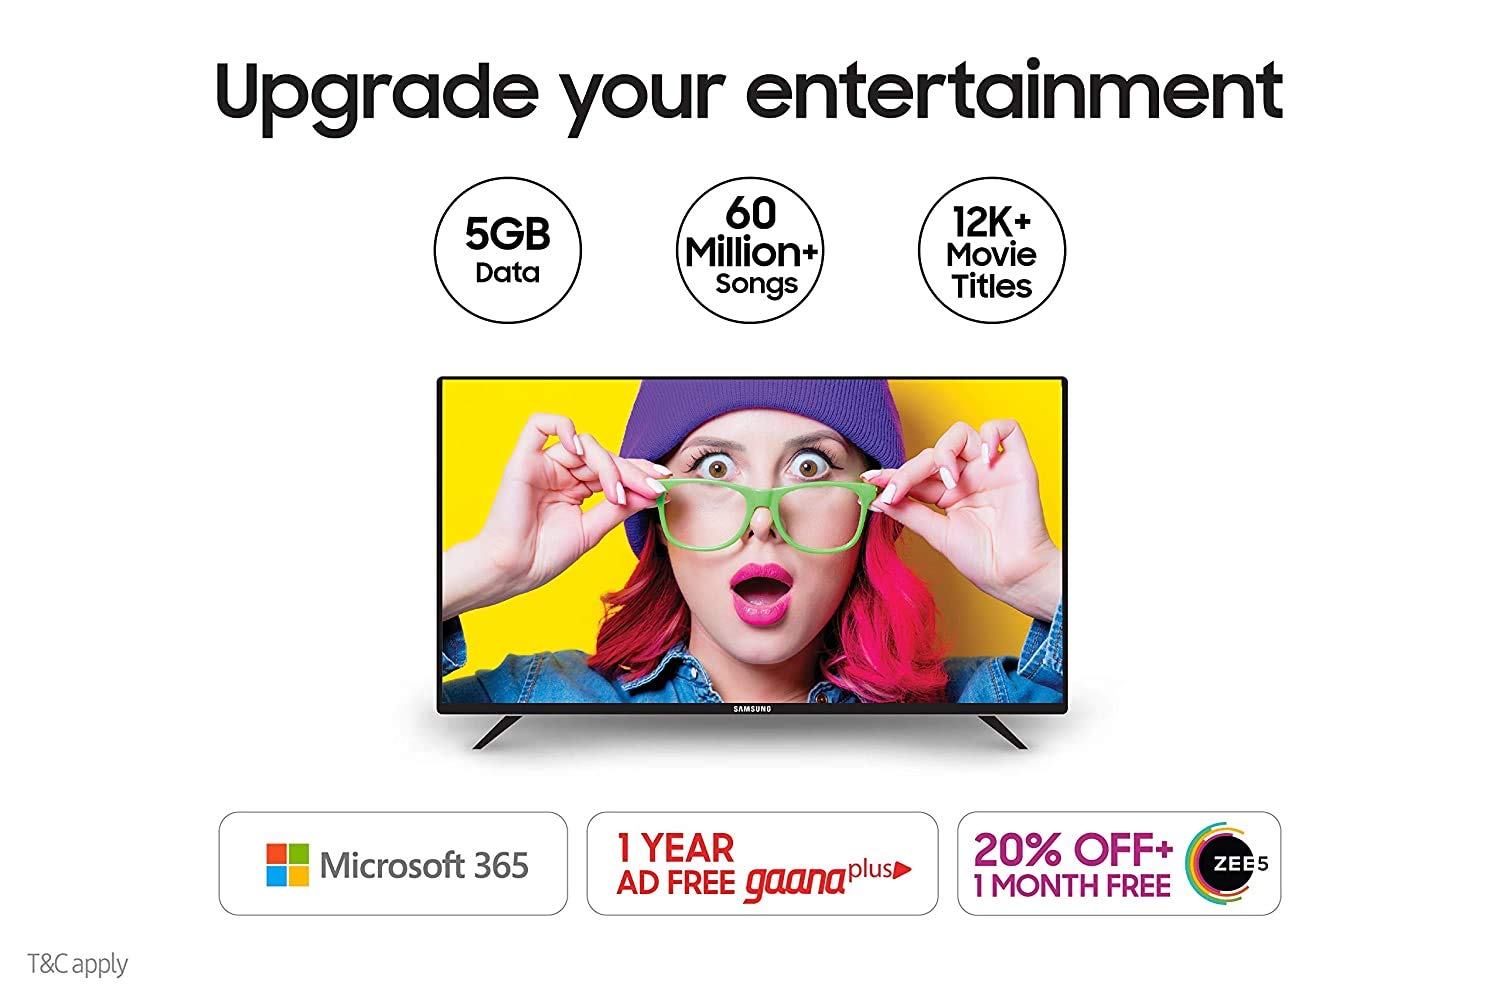 Upgrade your entertainment
5GB
Data
60
Million+
Songs
12K+
Movie
Titles
SAMSUNG
Microsoft 365
1 YEAR
AD FREE gaana plus
20% OFF+
1 MONTH FREE
ZEE5
T&C apply